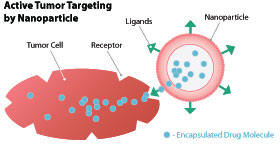 Active Tumor Targeting
by Nanoparticle
Ligands
Nanoparticle
Tumor Cell
Receptor
- Encapsulated Drug Molecule